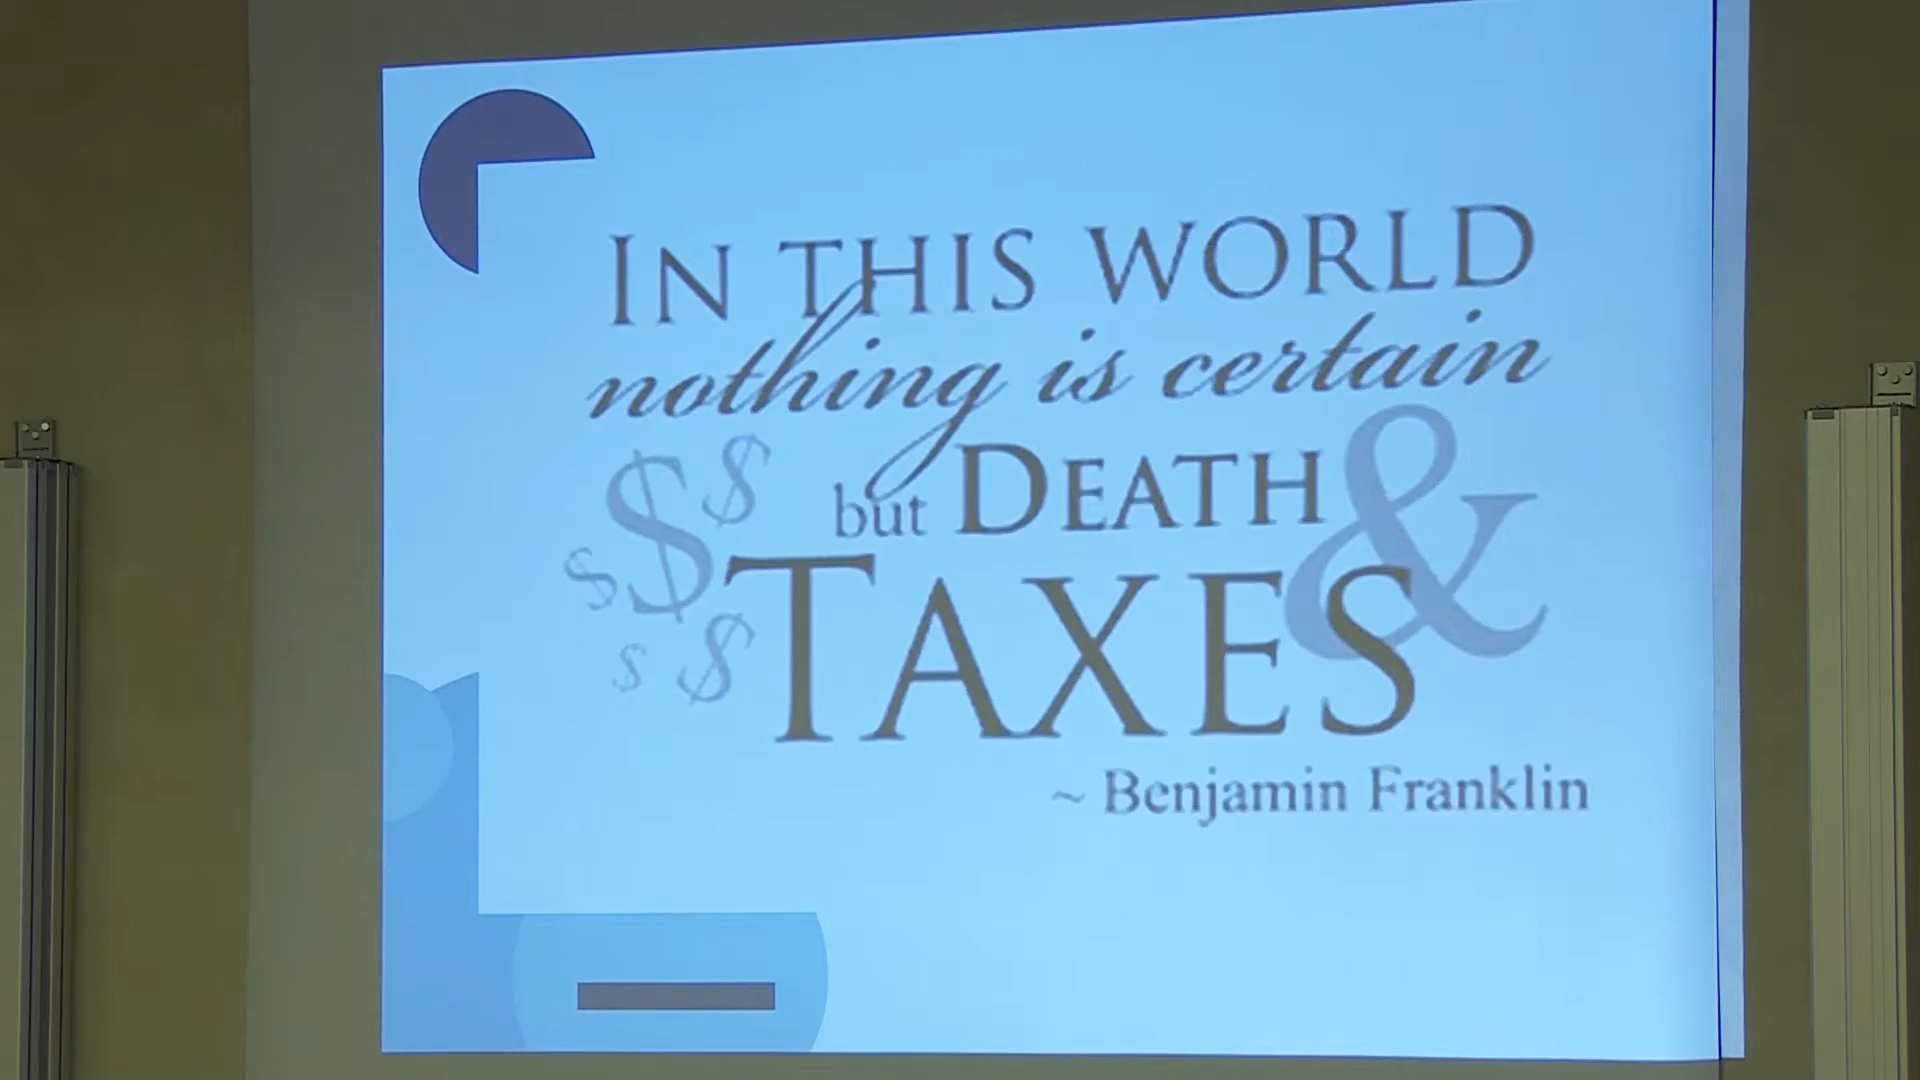 IN THIS WORLD
nothing is certain
but DEATH &
TAXES
~ Benjamin Franklin
$ $ $ $ $